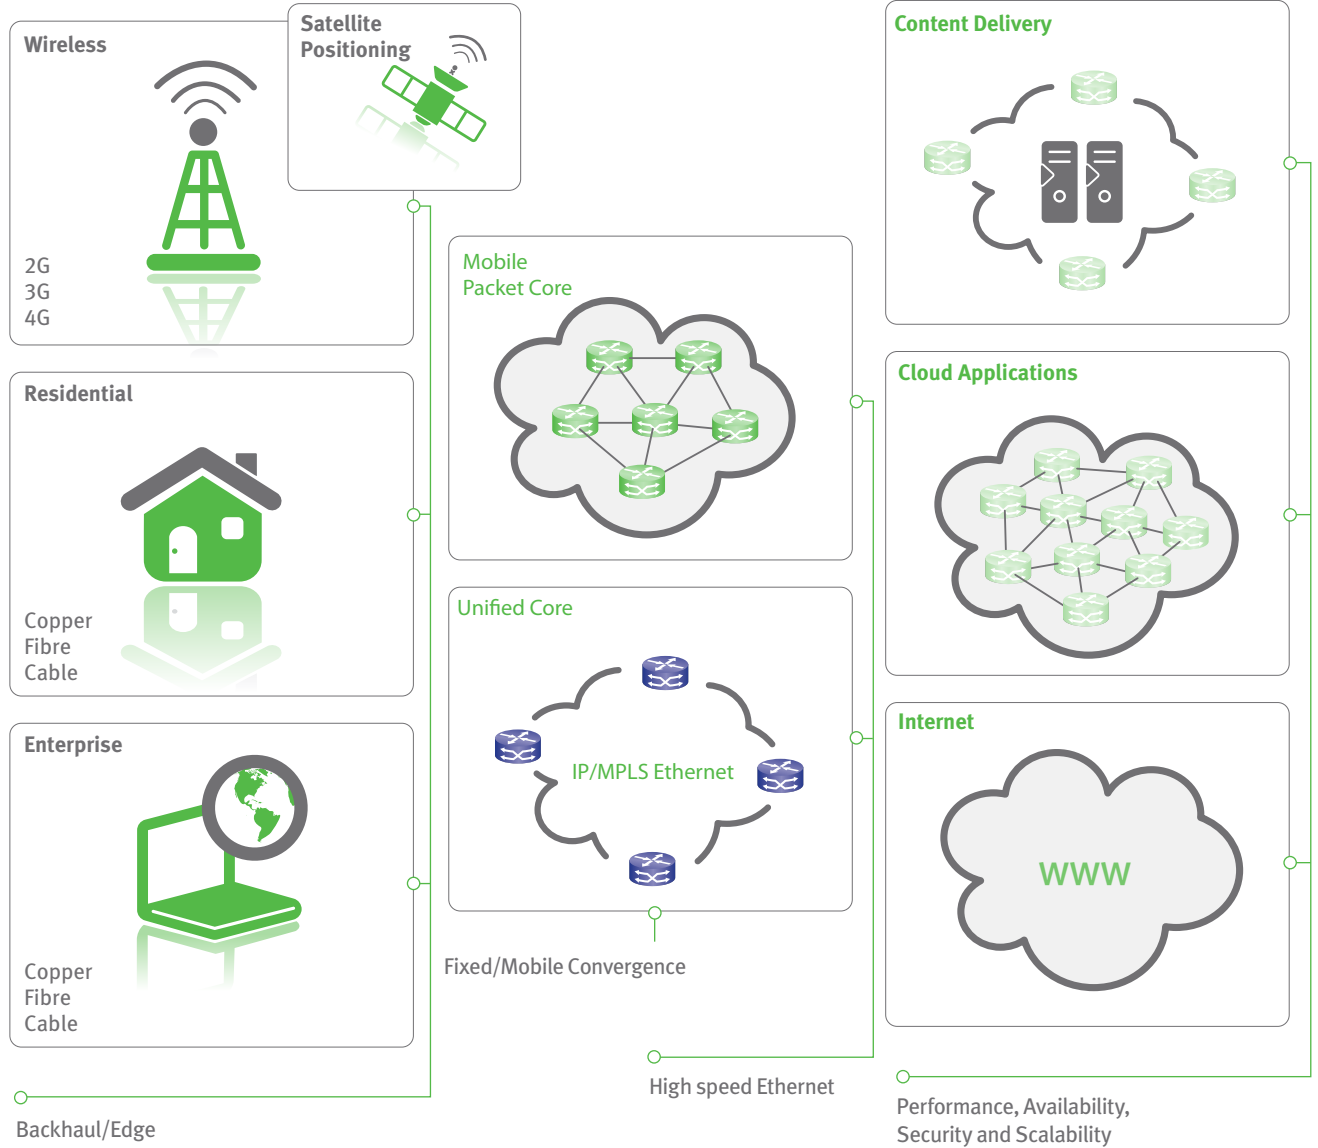 Wireless
2G
3G
4G
Satellite
Positioning
Residential
Copper
Fibre
Cable
Enterprise
Copper
Fibre
Cable
Backhaul/Edge
Mobile
Packet Core
Unified Core
IP/MPLS Ethernet
Fixed/Mobile Convergence
High speed Ethernet
Content Delivery
Cloud Applications
Internet
www
Performance, Availability,
Security and Scalability